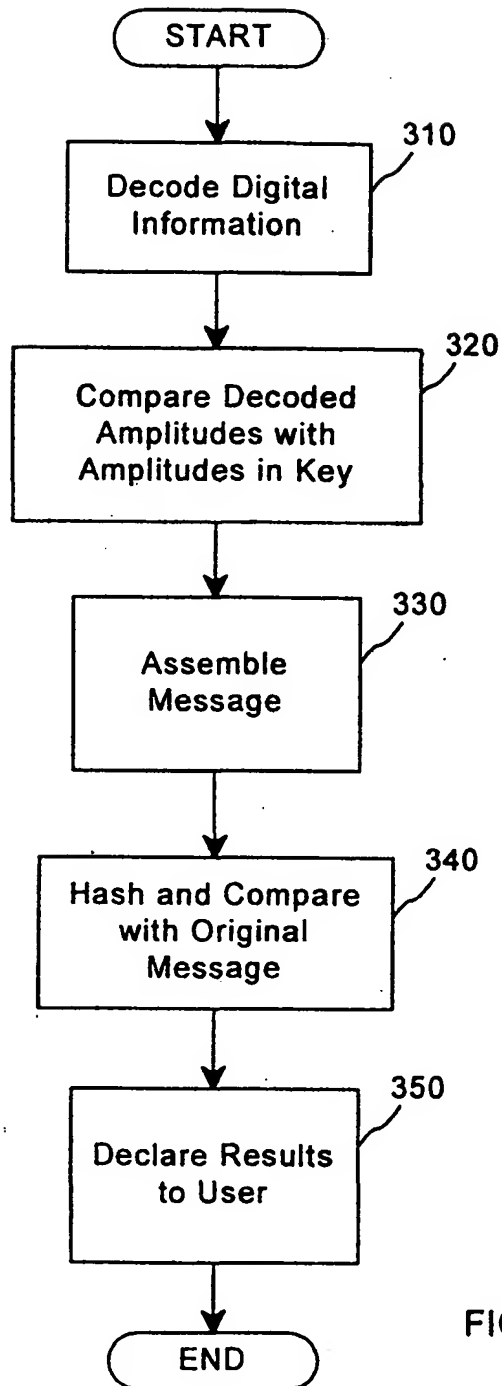 START
310
Decode Digital
Information
320
Compare Decoded
Amplitudes with
Amplitudes in Key
330
Assemble
Message
340
Hash and Compare
with Original
Message
350
Declare Results
to User
END